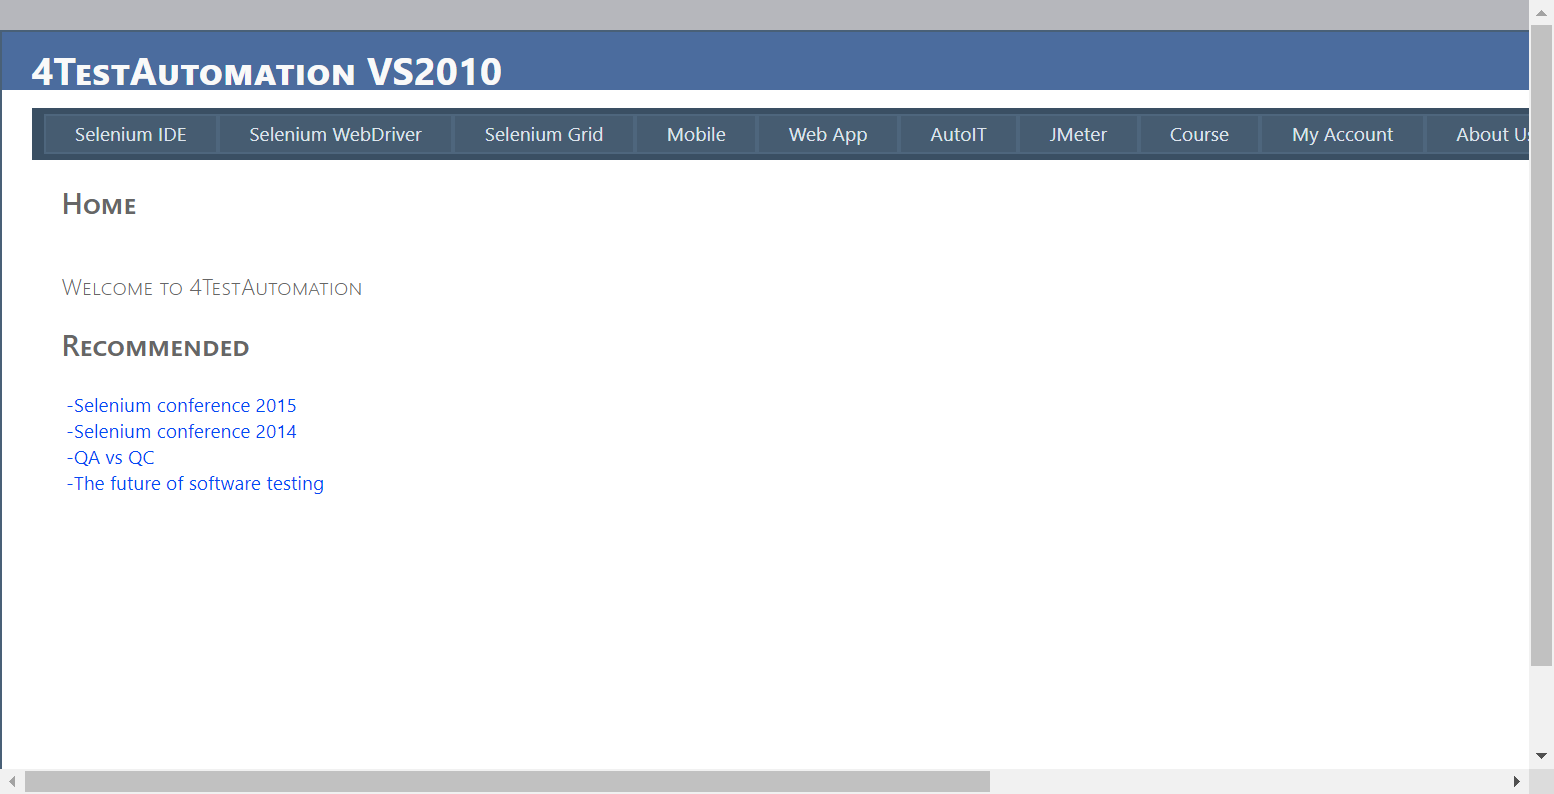 4TestAutomation VS2010
Selenium IDE Selenium WebDriver Selenium Grid Mobile Web App AutoIT JMeter Course My Account About Us
Home
Welcome to 4TestAutomation
Recommended
-Selenium conference 2015
-Selenium conference 2014
-QA vs QC
-The future of software testing